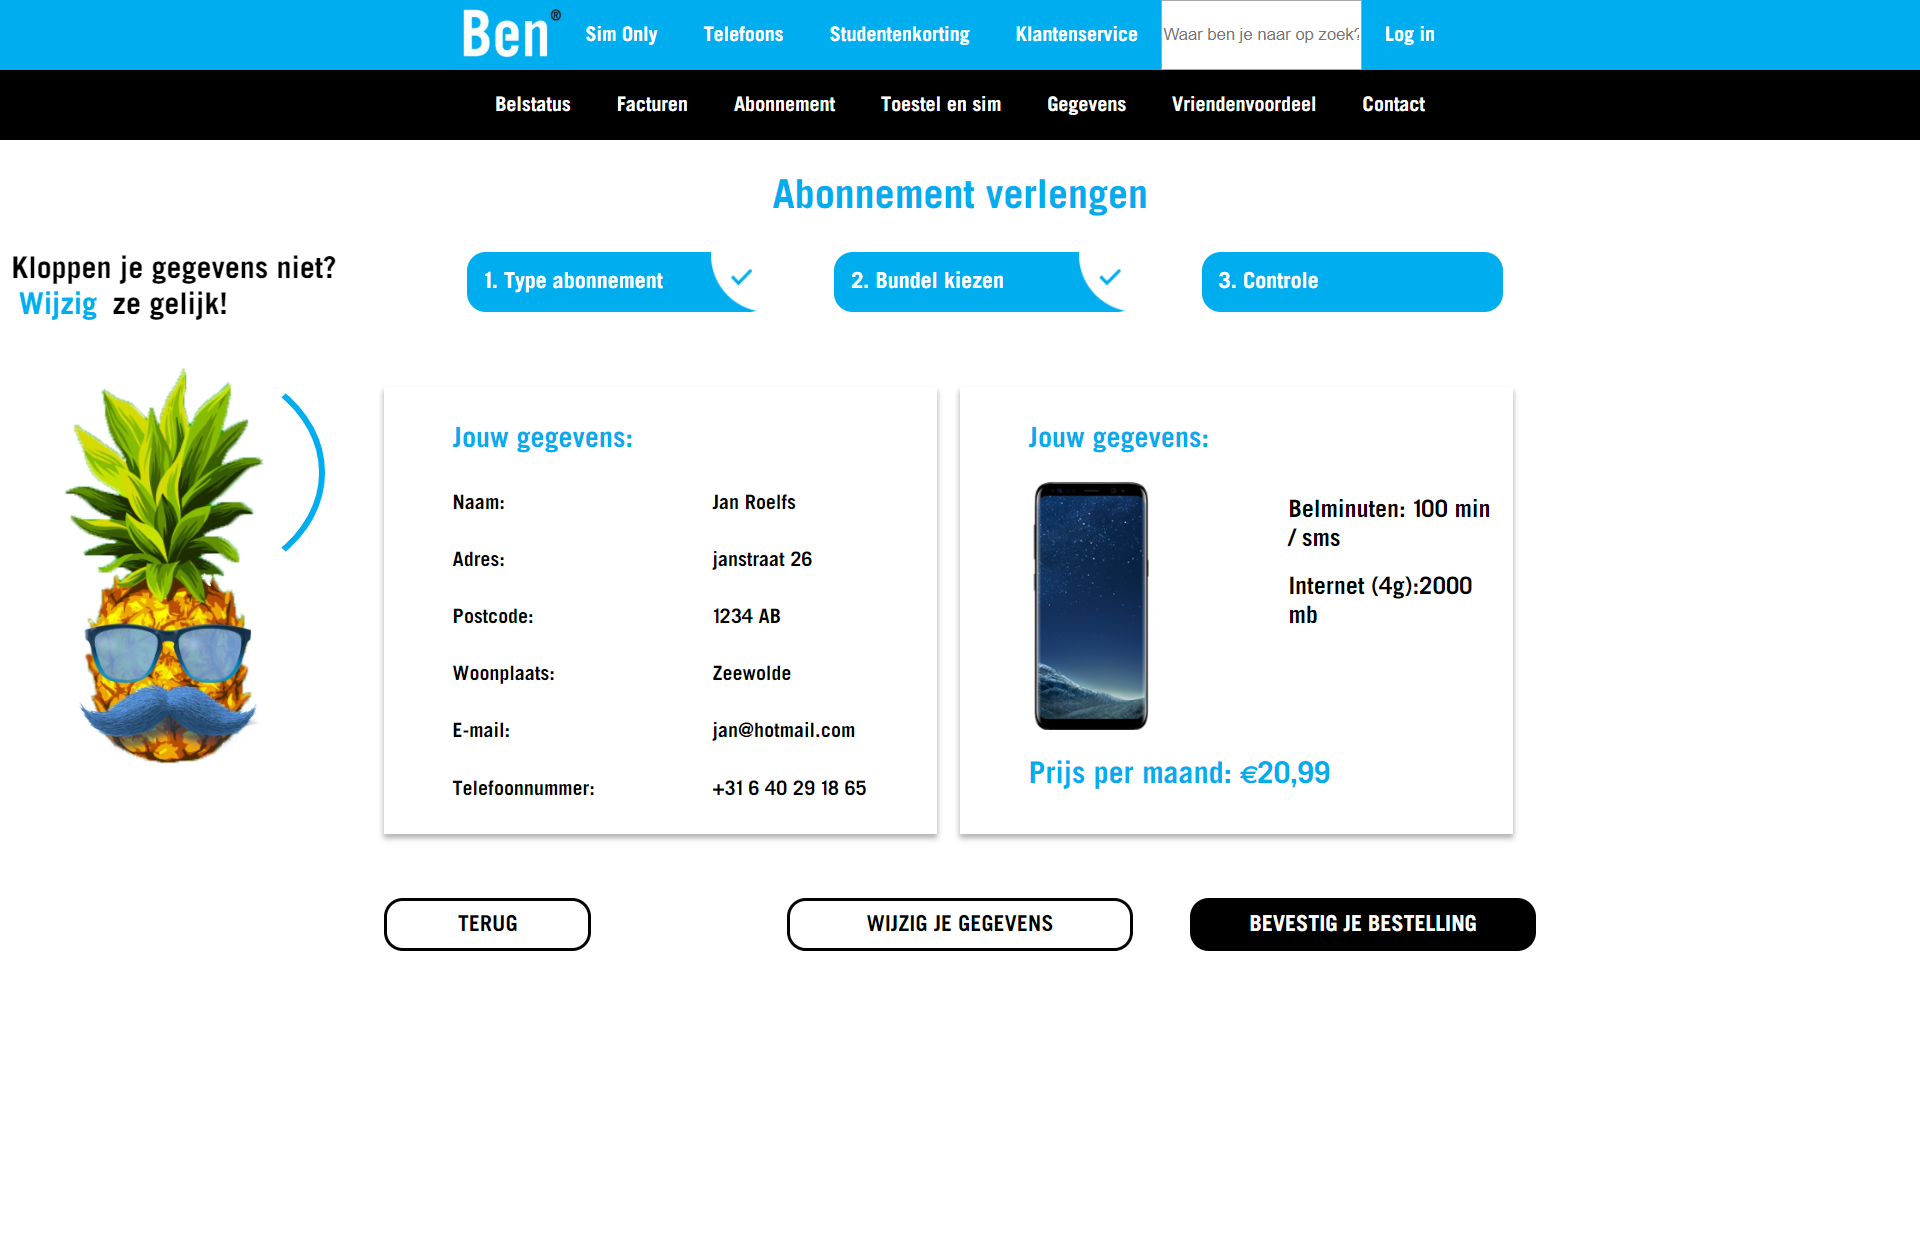 Ben®
Sim Only
Telefoons
Studentenkorting
Klantenservice
Waar ben je naar op zoek?
Log in
Belstatus
Facturen
Abonnement
Toestel en sim
Gegevens
Vriendenvoordeel
Contact
Abonnement verlengen
Kloppen je gegevens niet?
Wijzig ze gelijk!
1. Type abonnement
2. Bundel kiezen
3. Controle
Jouw gegevens:
Naam: Jan Roelfs
Adres: janstraat 26
Postcode: 1234 AB
Woonplaats: Zeewolde
E-mail: jan@hotmail.com
Telefoonnummer: +31 6 40 29 18 65
Jouw gegevens:
Belminuten: 100 min
/ sms
Internet (4g):2000
mb
Prijs per maand: €20,99
TERUG
WIJZIG JE GEGEVENS
BEVESTIG JE BESTELLING